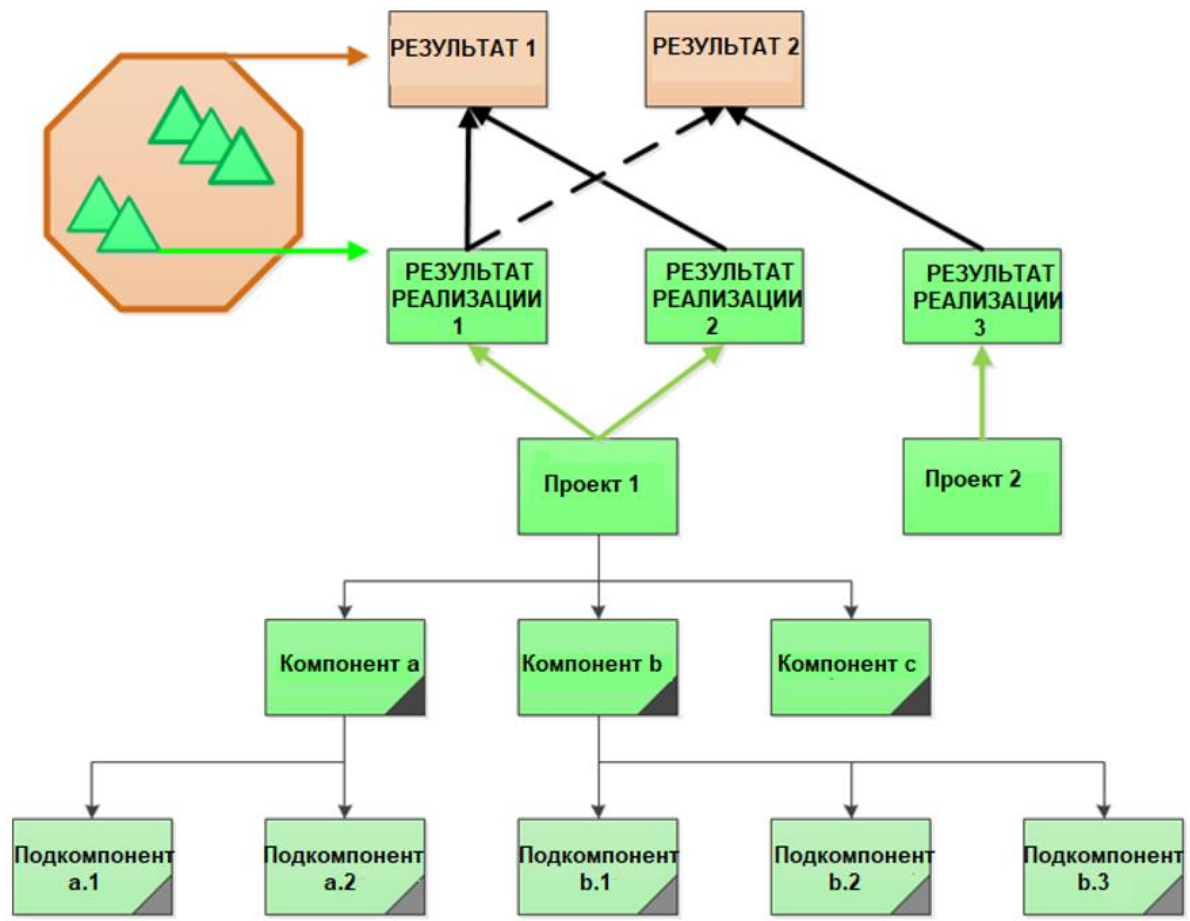 РЕЗУЛЬТАТ 1
РЕЗУЛЬТАТ 2
РЕЗУЛЬТАТ
РЕАЛИЗАЦИИ
1
РЕЗУЛЬТАТ
РЕАЛИЗАЦИИ
2
РЕЗУЛЬТАТ
РЕАЛИЗАЦИИ
3
Проект 1
Проект 2
Компонент a
Компонент b
Компонент c
Подкомпонент
a.1
Подкомпонент
a.2
Подкомпонент
b.1
Подкомпонент
b.2
Подкомпонент
b.3